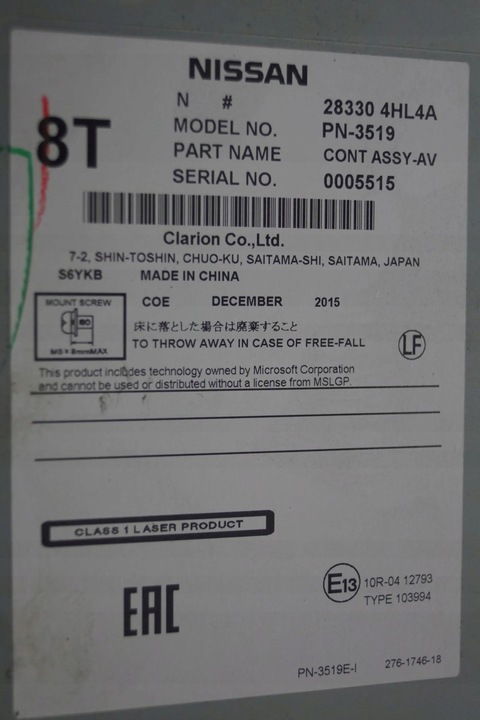 NISSAN
N #
28330 4HL4A
8T
MODEL NO. PN-3519
PART NAME CONT ASSY-AV
SERIAL NO. 0005515
Clarion Co.,Ltd.
7-2, SHIN-TOSHIN, CHUO-KU, SAITAMA-SHI, SAITAMA, JAPAN
S6YKB MADE IN CHINA
MOUNT SCREW
COE DECEMBER 2015
床に落とした場合は廃棄すること
TO THROW AWAY IN CASE OF FREE-FALL
LF
M5 × 8mmMAX
This product includes technology owned by Microsoft Corporation
and cannot be used or distributed without a license from MSLGP.
CLASS 1 LASER PRODUCT
EAC
E13 10R-04 12793
TYPE 103994
PN-3519E-I 276-1746-18